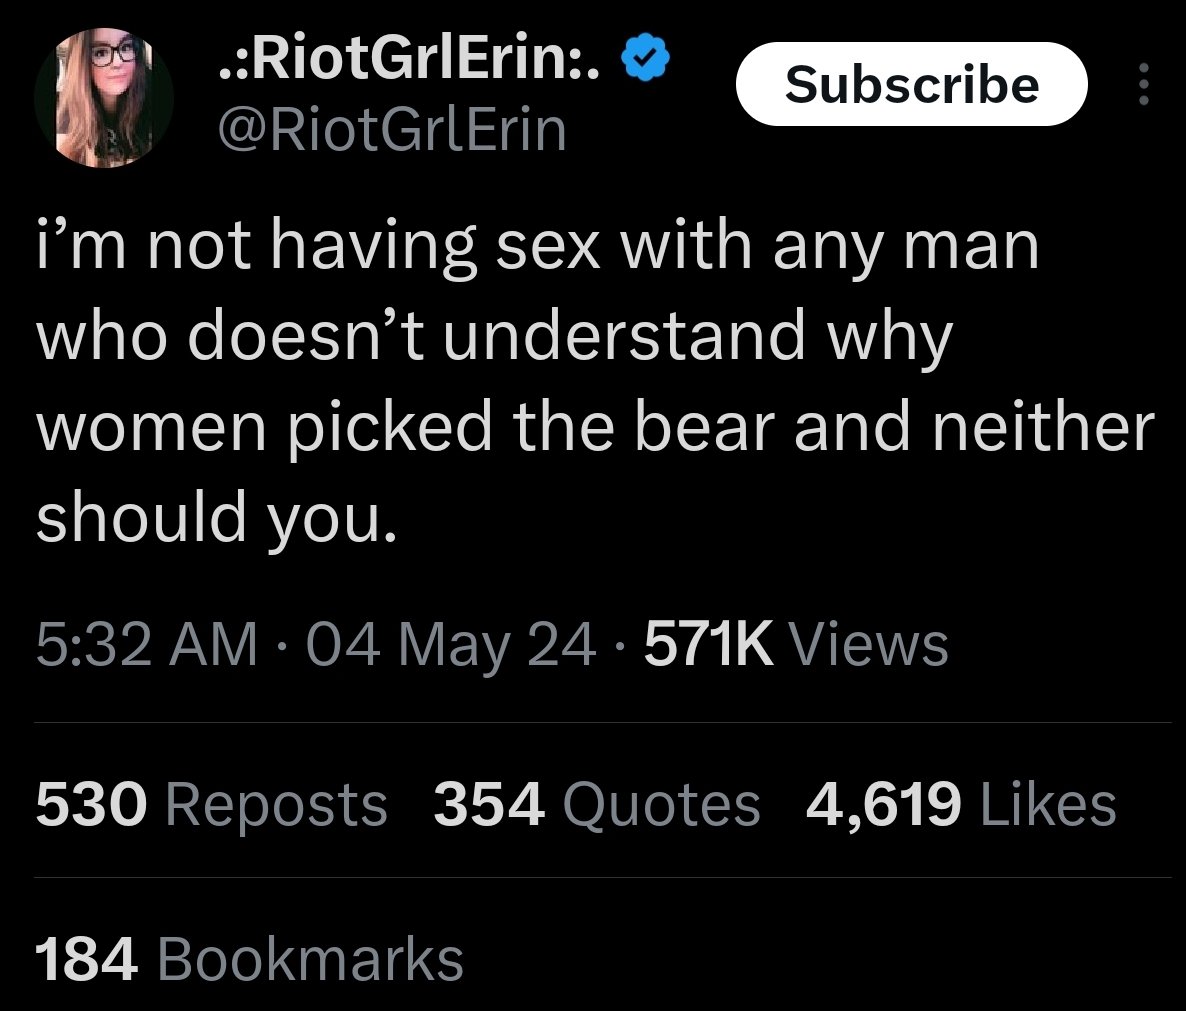 .:RiotGrlErin:.
Subscribe
@RiotGrlErin
i’m not having sex with any man
who doesn’t understand why
women picked the bear and neither
should you.
5:32 AM · 04 May 24 · 571K Views
530 Reposts 354 Quotes 4,619 Likes
184 Bookmarks